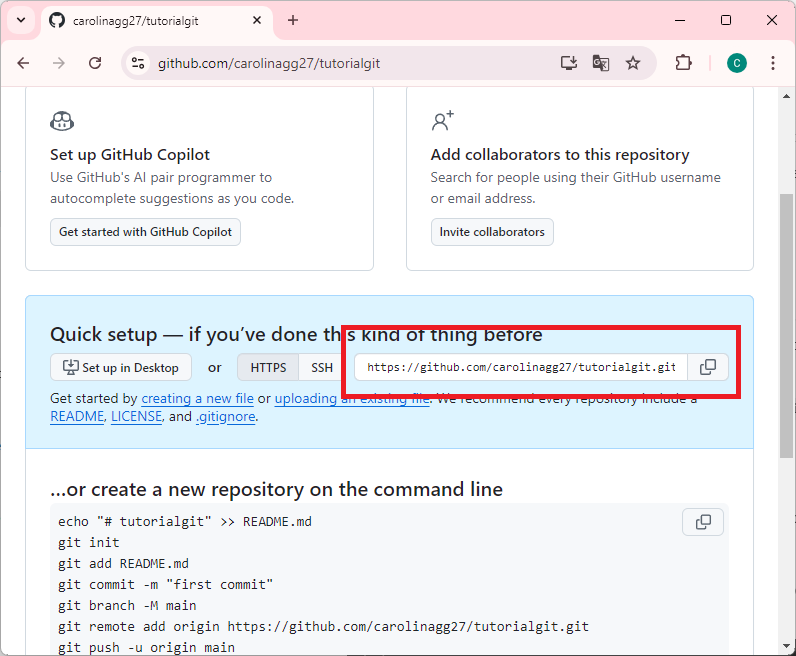 carolinagg27/tutorialgit
github.com/carolinagg27/tutorialgit
C
Set up GitHub Copilot
Use GitHub's AI pair programmer to
autocomplete suggestions as you code.
Get started with GitHub Copilot
Add collaborators to this repository
Search for people using their GitHub username
or email address.
Invite collaborators
Quick setup — if you’ve done this kind of thing before
Set up in Desktop or HTTPS SSH https://github.com/carolinagg27/tutorialgit.git
Get started by creating a new file or uploading an existing file. We recommend every repository include a
README, LICENSE, and .gitignore.
…or create a new repository on the command line
echo "# tutorialgit" >> README.md
git init
git add README.md
git commit -m "first commit"
git branch -M main
git remote add origin https://github.com/carolinagg27/tutorialgit.git
git push -u origin main